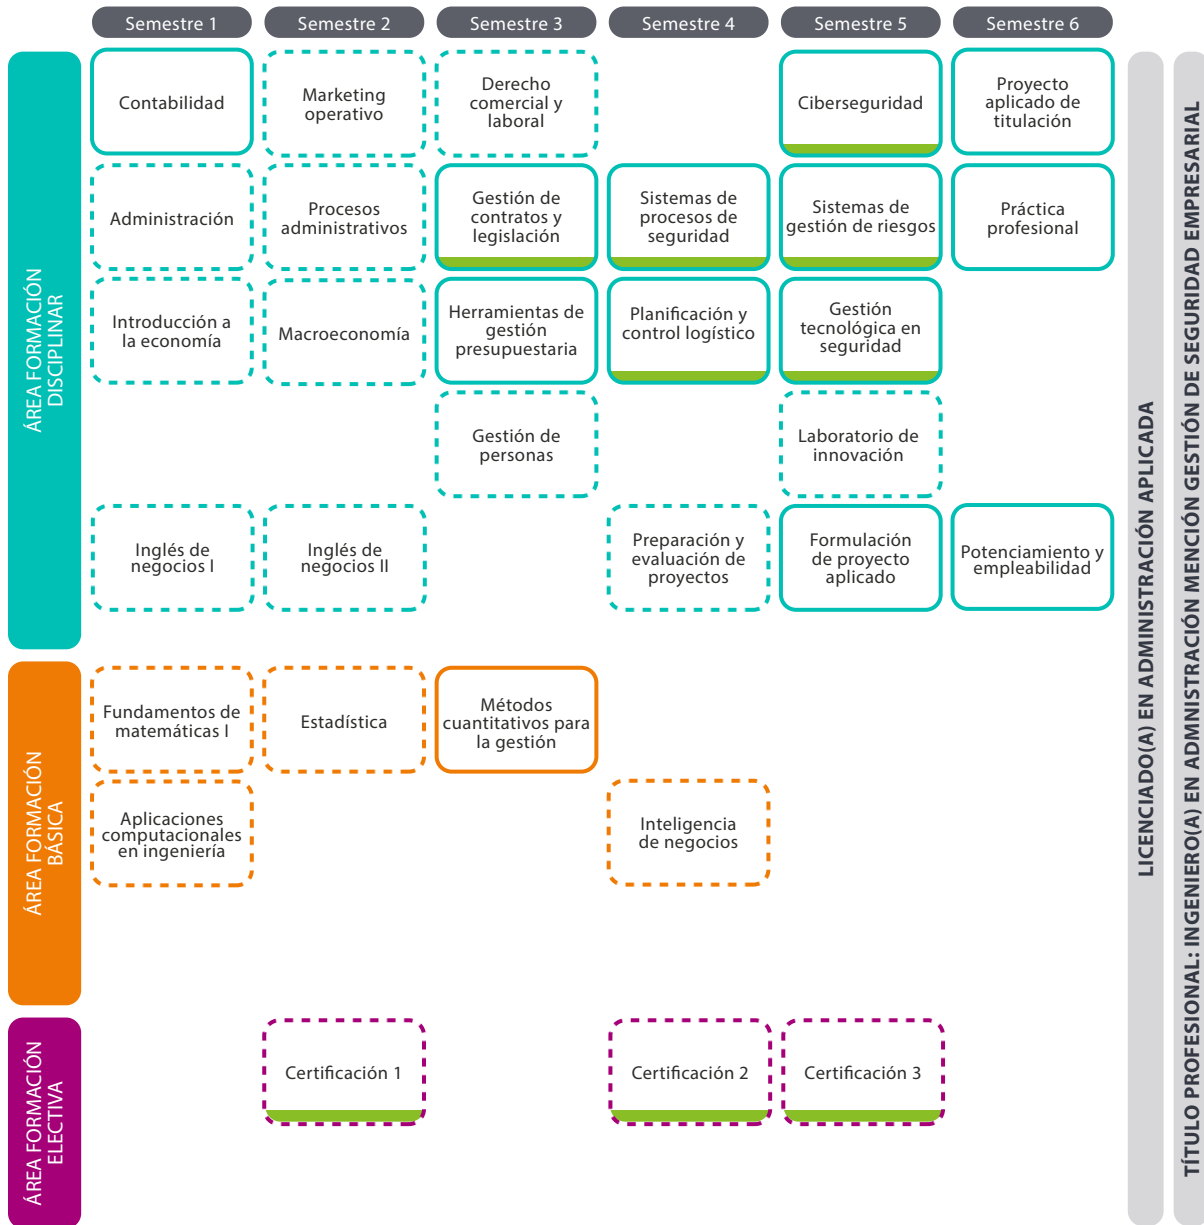 Semestre 1
Semestre 2
Semestre 3
Semestre 4
Semestre 5
Semestre 6
ÁREA FORMACIÓN
DISCIPLINAR
Contabilidad
Marketing
operativo
Derecho
comercial y
laboral
Ciberseguridad
Proyecto
aplicado de
titulación
Administración
Procesos
administrativos
Gestión de
contratos y
legislación
Sistemas de
procesos de
seguridad
Sistemas de
gestión de riesgos
Práctica
profesional
Introducción a
la economía
Macroeconomía
Herramientas de
gestión
presupuestaria
Planificación y
control logístico
Gestión
tecnológica en
seguridad
Gestión de
personas
Laboratorio de
innovación
Inglés de
negocios I
Inglés de
negocios II
Preparación y
evaluación de
proyectos
Formulación
de proyecto
aplicado
Potenciamiento y
empleabilidad
ÁREA FORMACIÓN
BÁSICA
Fundamentos de
matemáticas I
Estadística
Métodos
cuantitativos para
la gestión
Aplicaciones
computacionales
en ingeniería
Inteligencia
de negocios
ÁREA FORMACIÓN
ELECTIVA
Certificación 1
Certificación 2
Certificación 3
LICENCIADO(A) EN ADMINISTRACIÓN APLICADA
TÍTULO PROFESIONAL: INGENIERO(A) EN ADMNISTRACIÓN MENCIÓN GESTIÓN DE SEGURIDAD EMPRESARIAL